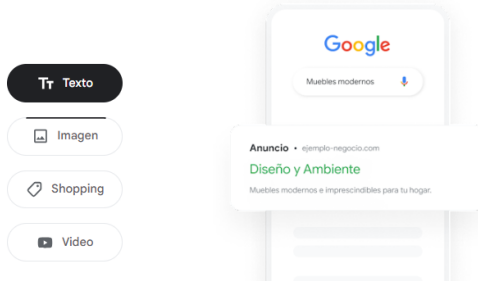 Texto
Imagen
Shopping
Video
Google
Muebles modernos
Anuncio • ejemplo-negocio.com
Diseño y Ambiente
Muebles modernos e imprescindibles para tu hogar.